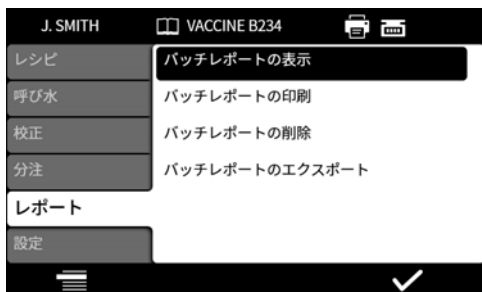 J. SMITH VACCINE B234
レシピ
バッチレポートの表示
呼び水
バッチレポートの印刷
校正
バッチレポートの削除
分注
バッチレポートのエクスポート
レポート
設定